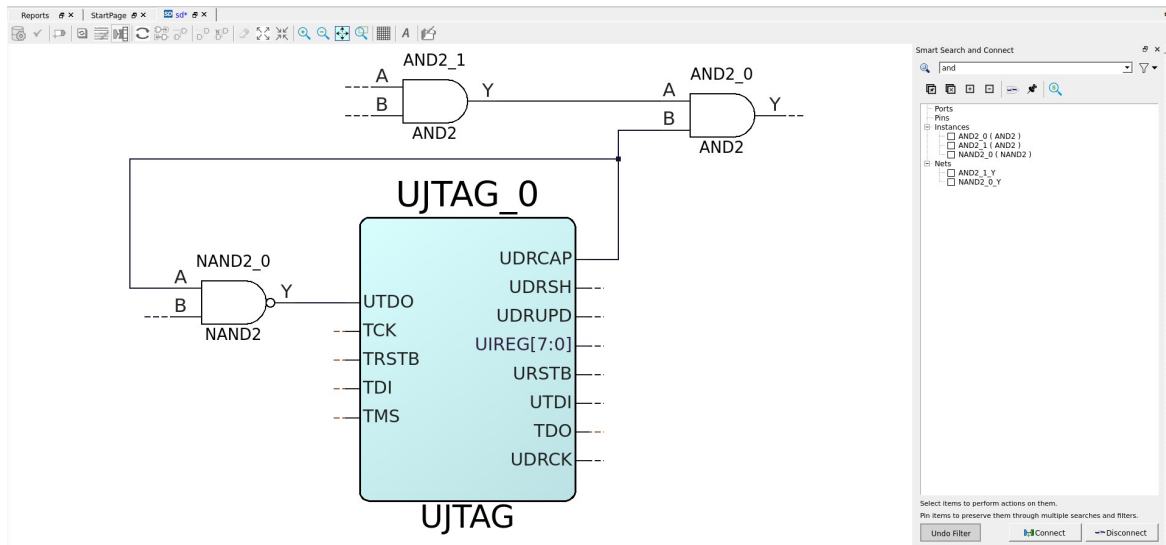 Reports
StartPage
sd*
A
AND2_1
A
B
Y
AND2
AND2_0
A
B
Y
AND2
UJTAG_0
NAND2_0
A
B
Y
NAND2
UTDO
TCK
TRSTB
TDI
TMS
UDRCAP
UDRSH
UDRUPD
UIREG[7:0]
URSTB
UTDI
TDO
UDRCK
UJTAG
Smart Search and Connect
and
Ports
Pins
Instances
AND2_0 ( AND2 )
AND2_1 ( AND2 )
NAND2_0 ( NAND2 )
Nets
AND2_1_Y
NAND2_0_Y
Select items to perform actions on them.
Pin items to preserve them through multiple searches and filters.
Undo Filter
Connect
Disconnect